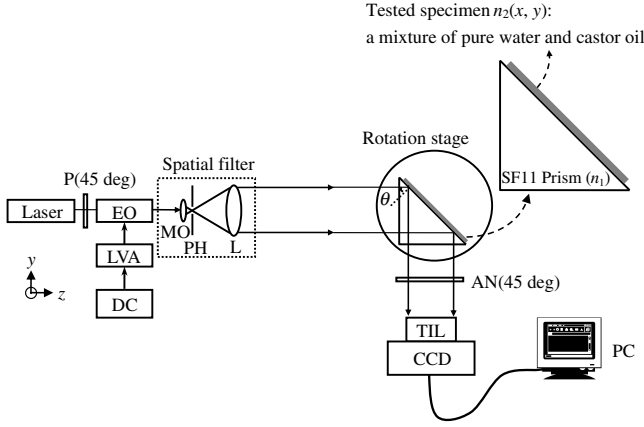 Tested specimen n₂(x, y):
a mixture of pure water and castor oil
Rotation stage
SF11 Prism (n₁)
Spatial filter
P(45 deg)
θ
Laser
EO
MO
PH
L
LVA
AN(45 deg)
y
z
DC
TIL
CCD
PC